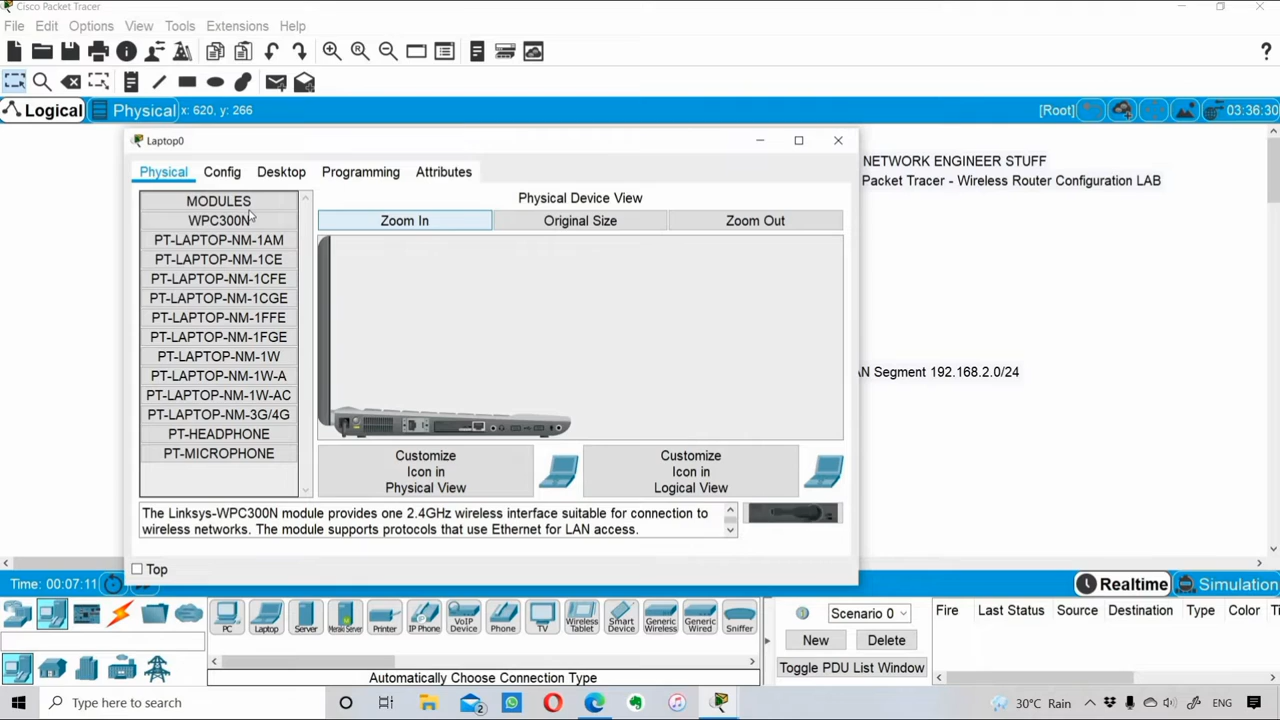 Cisco Packet Tracer
File Edit Options View Tools Extensions Help
Logical Physical x: 620, y: 266 [Root] 03:36:30
Laptop0
NETWORK ENGINEER STUFF
Packet Tracer - Wireless Router Configuration LAB
Physical Config Desktop Programming Attributes
MODULES
WPC300N
PT-LAPTOP-NM-1AM
PT-LAPTOP-NM-1CE
PT-LAPTOP-NM-1CFE
PT-LAPTOP-NM-1CGE
PT-LAPTOP-NM-1FFE
PT-LAPTOP-NM-1FGE
PT-LAPTOP-NM-1W
PT-LAPTOP-NM-1W-A
PT-LAPTOP-NM-1W-AC
PT-LAPTOP-NM-3G/4G
PT-HEADPHONE
PT-MICROPHONE
Physical Device View
Zoom In Original Size Zoom Out
N Segment 192.168.2.0/24
Customize
Icon in
Physical View
Customize
Icon in
Logical View
The Linksys-WPC300N module provides one 2.4GHz wireless interface suitable for connection to
wireless networks. The module supports protocols that use Ethernet for LAN access.
Top
Time: 00:07:11 Realtime Simulation
PC Laptop Server Meraki Server Printer IP Phone VoIP Device Phone TV Wireless Tablet Smart Device Generic Wireless Generic Wired Sniffer
Scenario 0
New Delete
Toggle PDU List Window
Fire Last Status Source Destination Type Color Ti
Automatically Choose Connection Type
Type here to search
2
30°C Rain
ENG